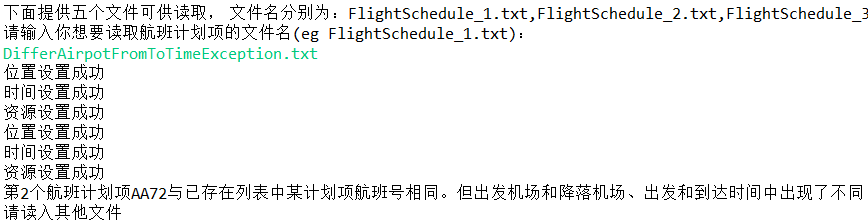 下面提供五个文件可供读取， 文件名分别为：FlightSchedule_1.txt,FlightSchedule_2.txt,FlightSchedule_3
请输入你想要读取航班计划项的文件名(eg FlightSchedule_1.txt)：
DifferAirpotFromToTimeException.txt
位置设置成功
时间设置成功
资源设置成功
位置设置成功
时间设置成功
资源设置成功
第2个航班计划项AA72与已存在列表中某计划项航班号相同。但出发机场和降落机场、出发和到达时间中出现了不同
请读入其他文件